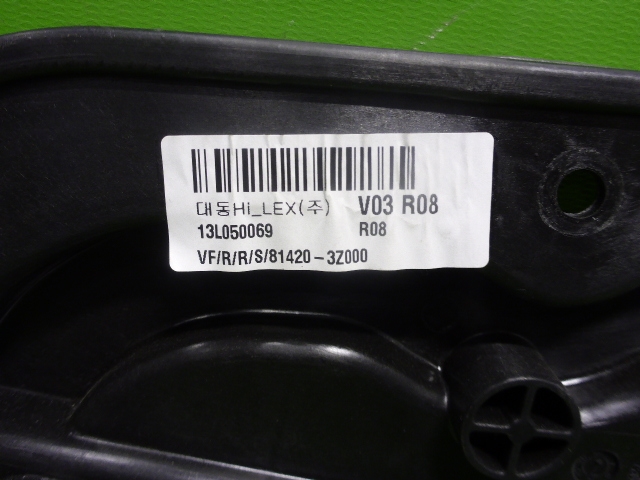 대동Hi_LEX(주) V03 R08
13L050069 R08
VF/R/R/S/81420-3Z000